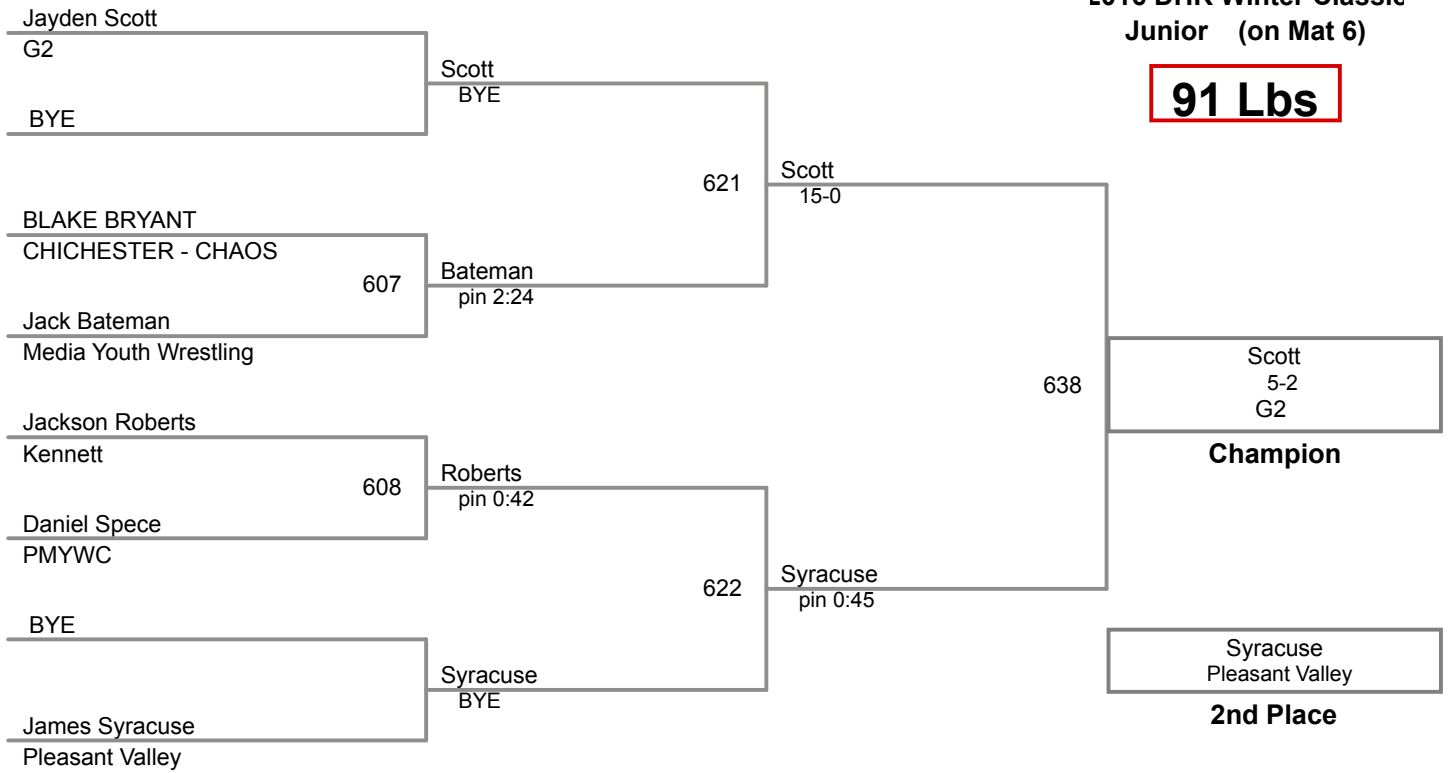 DHR Winter Classic
Junior (on Mat 6)
91 Lbs
Jayden Scott
G2
BYE
Scott
BYE
BLAKE BRYANT
CHICHESTER - CHAOS
607
Jack Bateman
Media Youth Wrestling
Bateman
pin 2:24
621
Scott
15-0
Jackson Roberts
Kennett
608
Daniel Spece
PMYWC
Roberts
pin 0:42
BYE
James Syracuse
Pleasant Valley
Syracuse
BYE
622
Syracuse
pin 0:45
638
Scott
5-2
G2
Champion
Syracuse
Pleasant Valley
2nd Place